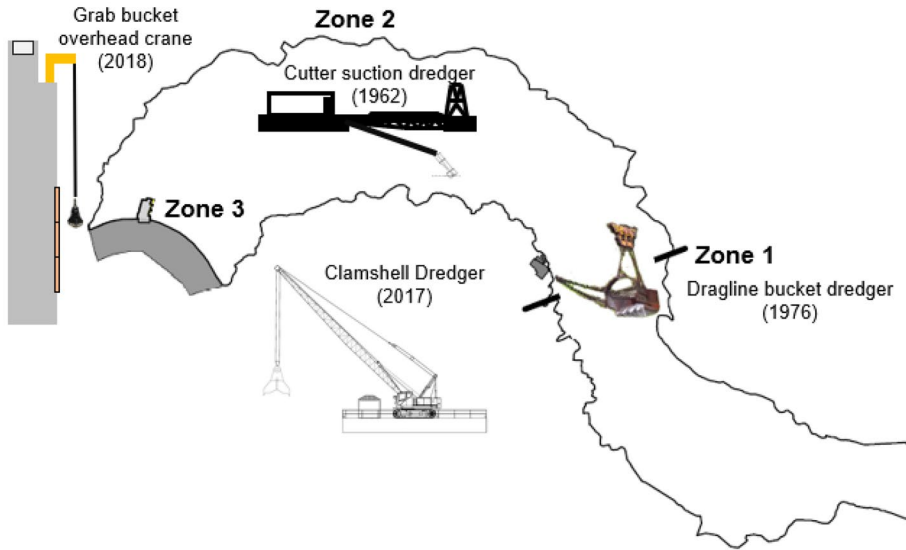 Grab bucket
overhead crane
(2018)
Zone 2
Cutter suction dredger
(1962)
Zone 3
Zone 1
Clamshell Dredger
(2017)
Dragline bucket dredger
(1976)